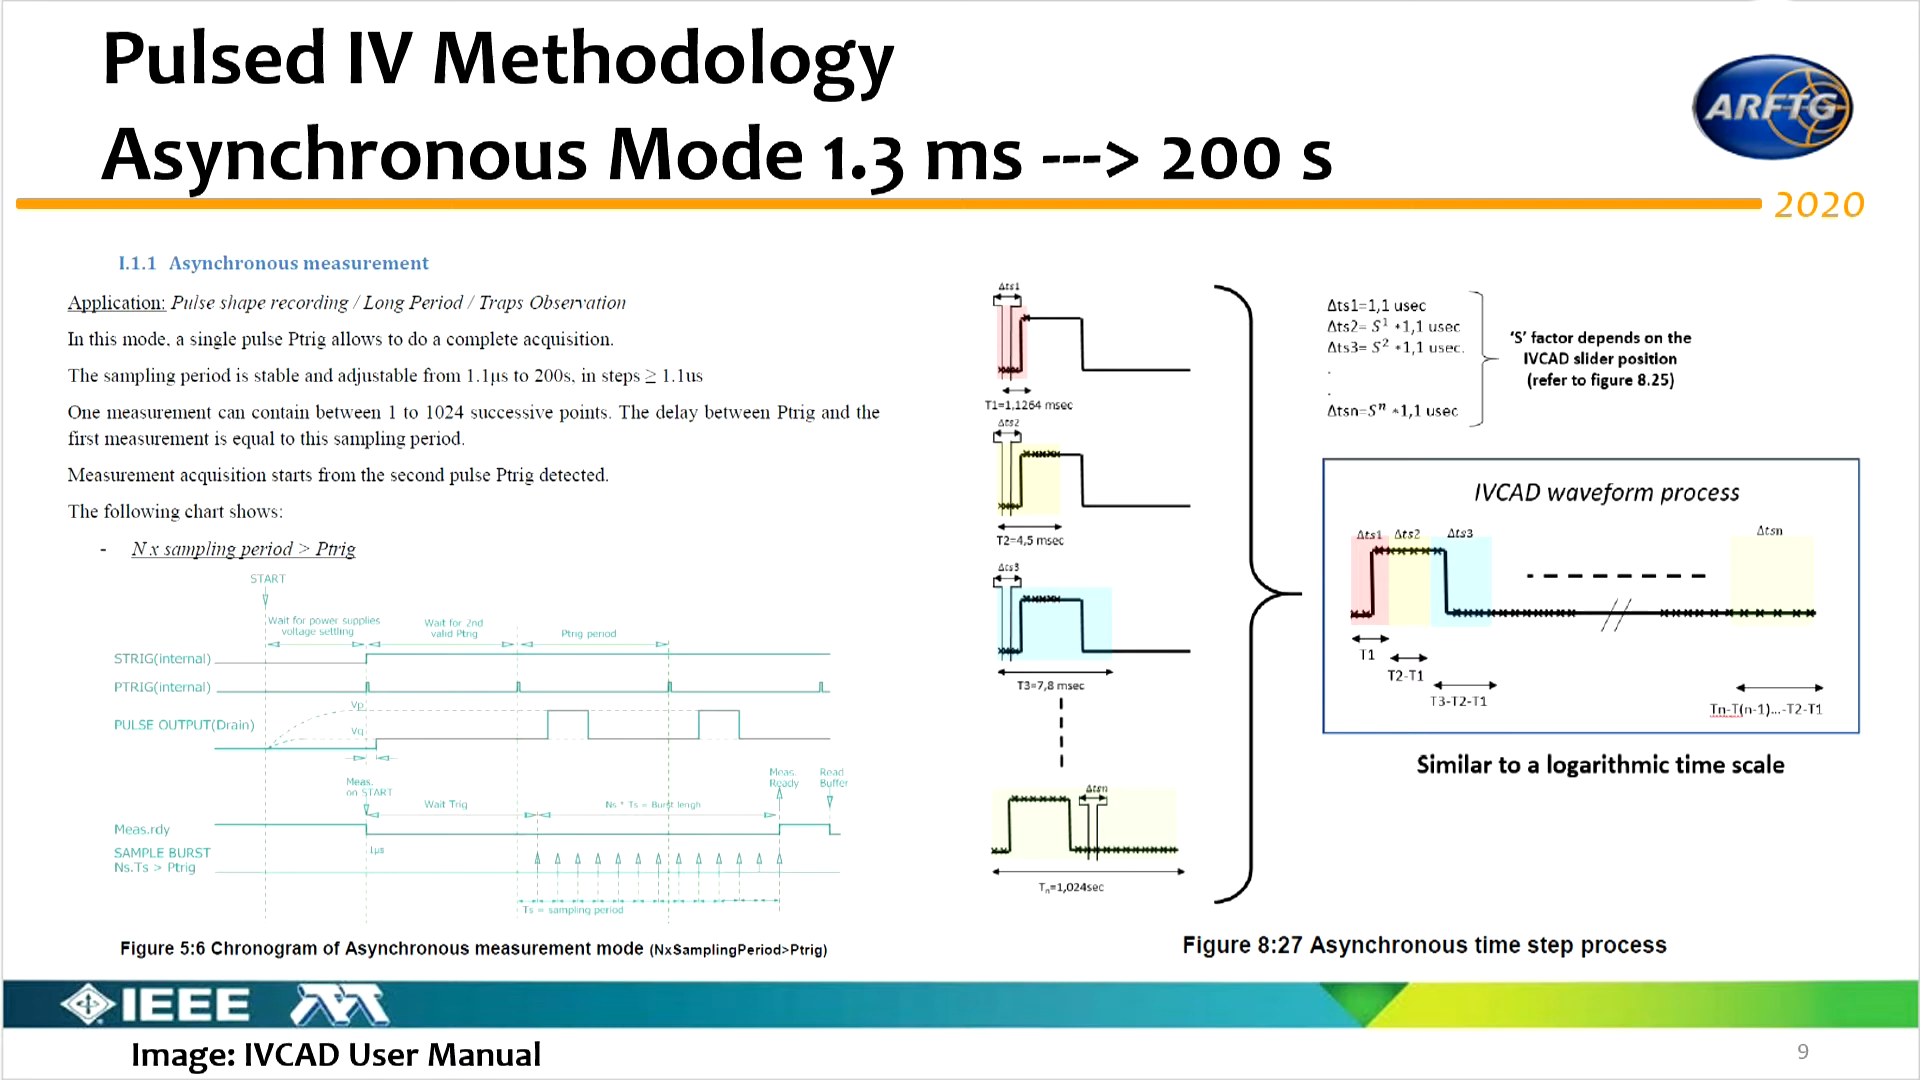 Pulsed IV Methodology
Asynchronous Mode 1.3 ms ---> 200 s
ARFTG
2020
I.1.1 Asynchronous measurement
Application: Pulse shape recording / Long Period / Traps Observation
In this mode, a single pulse Ptrig allows to do a complete acquisition.
The sampling period is stable and adjustable from 1.1µs to 200s, in steps ≥ 1.1us
One measurement can contain between 1 to 1024 successive points. The delay between Ptrig and the
first measurement is equal to this sampling period.
Measurement acquisition starts from the second pulse Ptrig detected.
The following chart shows:
- N x sampling period > Ptrig
START
Wait for power supplies
voltage settling
Wait for 2nd
valid Ptrig
Ptrig period
STRIG(internal)
PTRIG(internal)
Vp
PULSE OUTPUT(Drain)
Vq
Meas.
on START
Meas.
Ready
Read
Buffer
Wait Trig
Ns * Ts = Burst lengh
Meas.rdy
1µs
SAMPLE BURST
Ns.Ts > Ptrig
Ts = sampling period
Figure 5:6 Chronogram of Asynchronous measurement mode (NxSamplingPeriod>Ptrig)
Δts1
T1=1,1264 msec
Δts2
T2=4,5 msec
Δts3
T3=7,8 msec
Δtsn
Tn=1,024sec
Δts1=1,1 usec
Δts2= S^1 *1,1 usec
Δts3= S^2 *1,1 usec.
.
.
Δtsn=S^n *1,1 usec
‘S’ factor depends on the
IVCAD slider position
(refer to figure 8.25)
IVCAD waveform process
Δts1 Δts2 Δts3 Δtsn
T1
T2-T1
T3-T2-T1
Tn-T(n-1)...-T2-T1
Similar to a logarithmic time scale
Figure 8:27 Asynchronous time step process
IEEE
Image: IVCAD User Manual
9